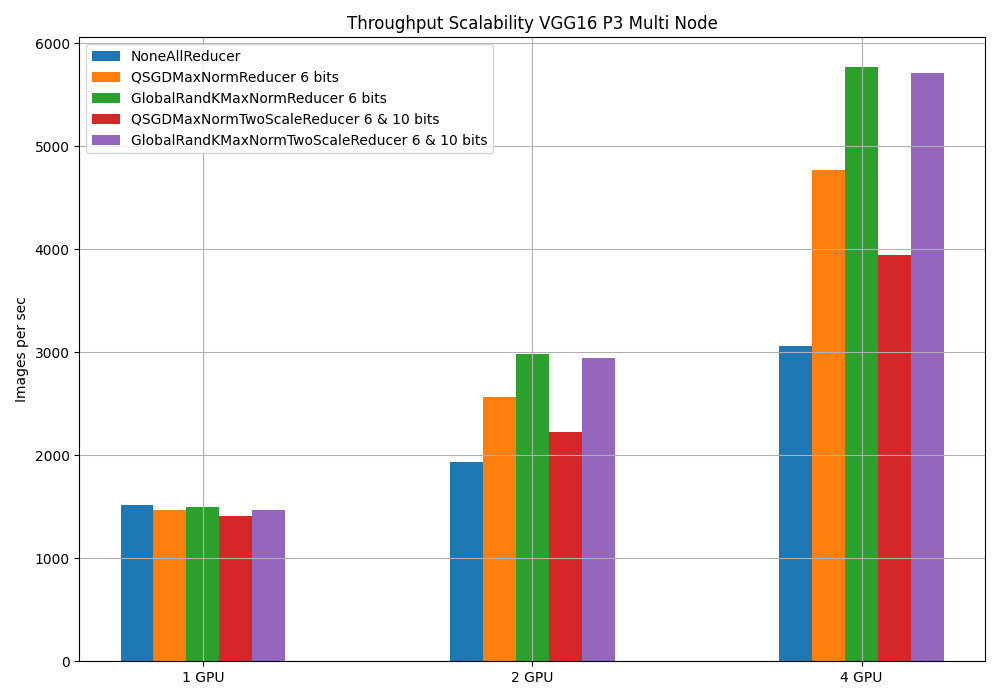 Throughput Scalability VGG16 P3 Multi Node
NoneAllReducer
QSGDMaxNormReducer 6 bits
GlobalRandKMaxNormReducer 6 bits
QSGDMaxNormTwoScaleReducer 6 & 10 bits
GlobalRandKMaxNormTwoScaleReducer 6 & 10 bits
Images per sec
6000
5000
4000
3000
2000
1000
0
1 GPU
2 GPU
4 GPU